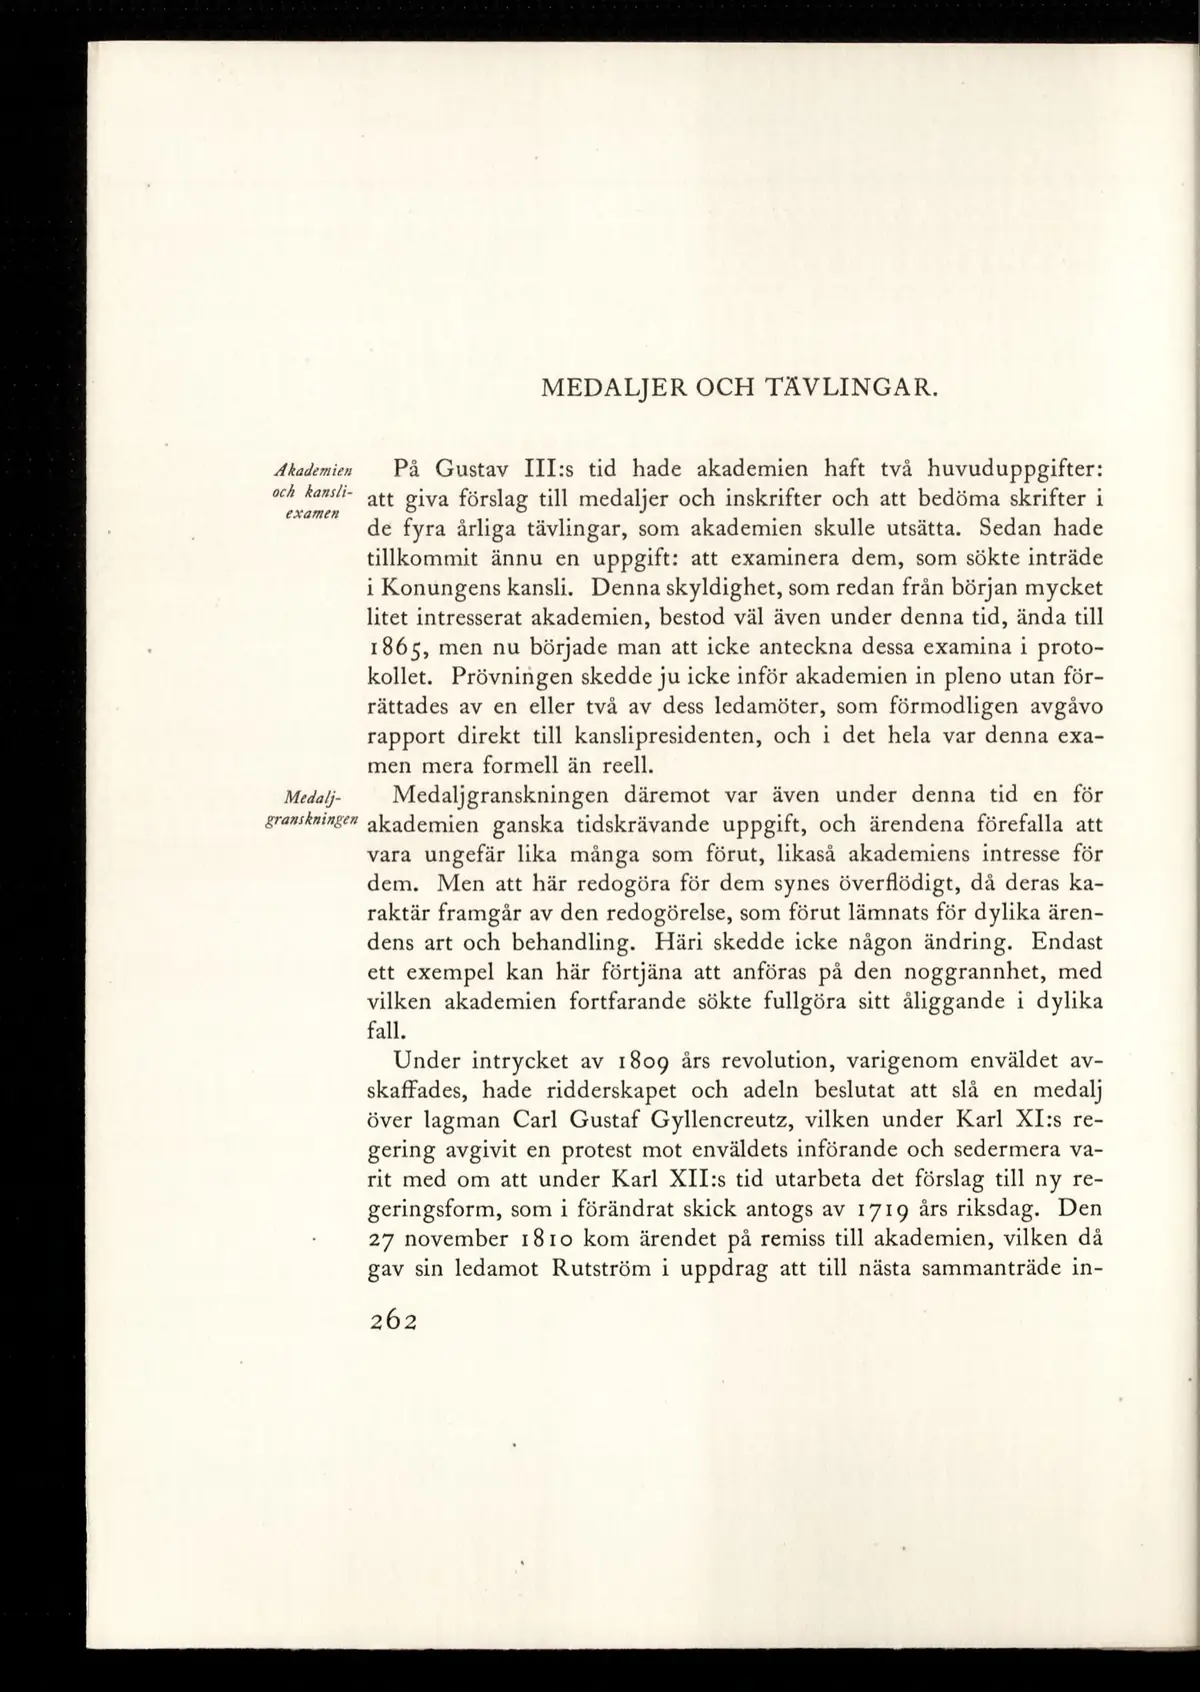 MEDALJER OCH TÄVLINGAR.
Akademien
och kansli-
examen
På Gustav III:s tid hade akademien haft två huvuduppgifter:
att giva förslag till medaljer och inskrifter och att bedöma skrifter i
de fyra årliga tävlingar, som akademien skulle utsätta. Sedan hade
tillkommit ännu en uppgift: att examinera dem, som sökte inträde
i Konungens kansli. Denna skyldighet, som redan från början mycket
litet intresserat akademien, bestod väl även under denna tid, ända till
1865, men nu började man att icke anteckna dessa examina i proto-
kollet. Prövningen skedde ju icke inför akademien in pleno utan för-
rättades av en eller två av dess ledamöter, som förmodligen avgåvo
rapport direkt till kanslipresidenten, och i det hela var denna exa-
men mera formell än reell.
Medalj-
granskningen
Medaljgranskningen däremot var även under denna tid en för
akademien ganska tidskrävande uppgift, och ärendena förefalla att
vara ungefär lika många som förut, likaså akademiens intresse för
dem. Men att här redogöra för dem synes överflödigt, då deras ka-
raktär framgår av den redogörelse, som förut lämnats för dylika ären-
dens art och behandling. Häri skedde icke någon ändring. Endast
ett exempel kan här förtjäna att anföras på den noggrannhet, med
vilken akademien fortfarande sökte fullgöra sitt åliggande i dylika
fall.
Under intrycket av 1809 års revolution, varigenom enväldet av-
skaffades, hade ridderskapet och adeln beslutat att slå en medalj
över lagman Carl Gustaf Gyllencreutz, vilken under Karl XI:s re-
gering avgivit en protest mot enväldets införande och sedermera va-
rit med om att under Karl XII:s tid utarbeta det förslag till ny re-
geringsform, som i förändrat skick antogs av 1719 års riksdag. Den
27 november 1810 kom ärendet på remiss till akademien, vilken då
gav sin ledamot Rutström i uppdrag att till nästa sammanträde in-
262